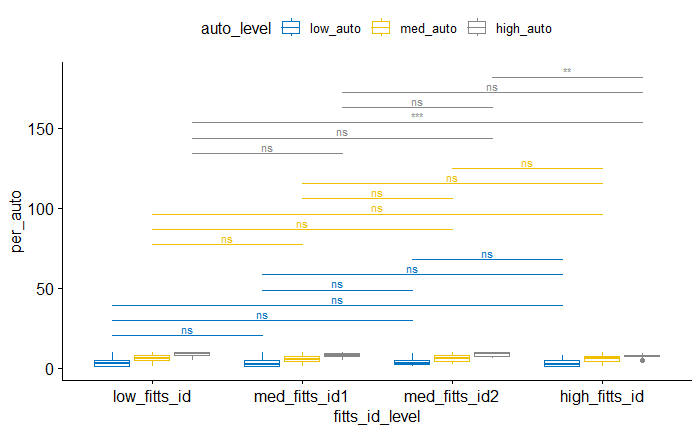 auto_level low_auto med_auto high_auto
**
ns
ns
***
ns
ns
ns
ns
ns
ns
ns
ns
ns
ns
ns
ns
ns
ns
per_auto
150
100
50
0
low_fitts_id med_fitts_id1 med_fitts_id2 high_fitts_id
fitts_id_level